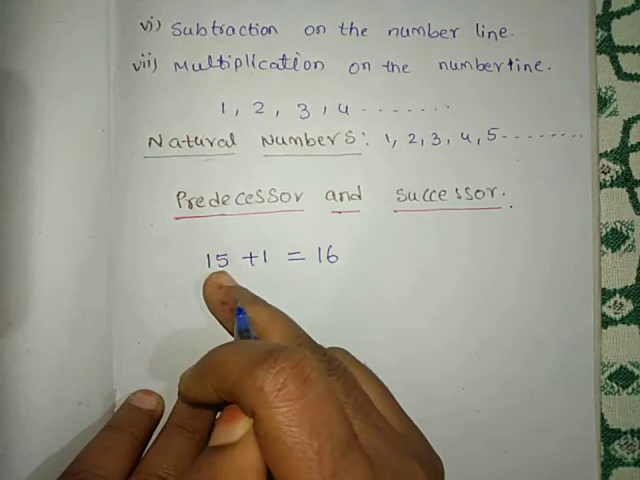 vi) Subtraction on the number line.
vii) Multiplication on the numberline.
1, 2, 3, 4 ........
Natural Numbers: 1, 2, 3, 4, 5 ........
Predecessor and Successor.
15 +1 = 16